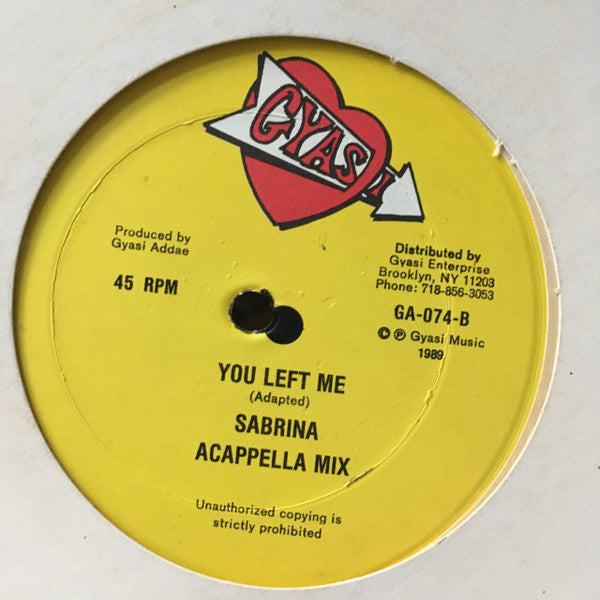 GYASI
Produced by
Gyasi Addae
45 RPM
Distributed by
Gyasi Enterprise
Brooklyn, NY 11203
Phone: 718-856-3053
GA-074-B
© ℗ Gyasi Music
1989
YOU LEFT ME
(Adapted)
SABRINA
ACAPPELLA MIX
Unauthorized copying is
strictly prohibited